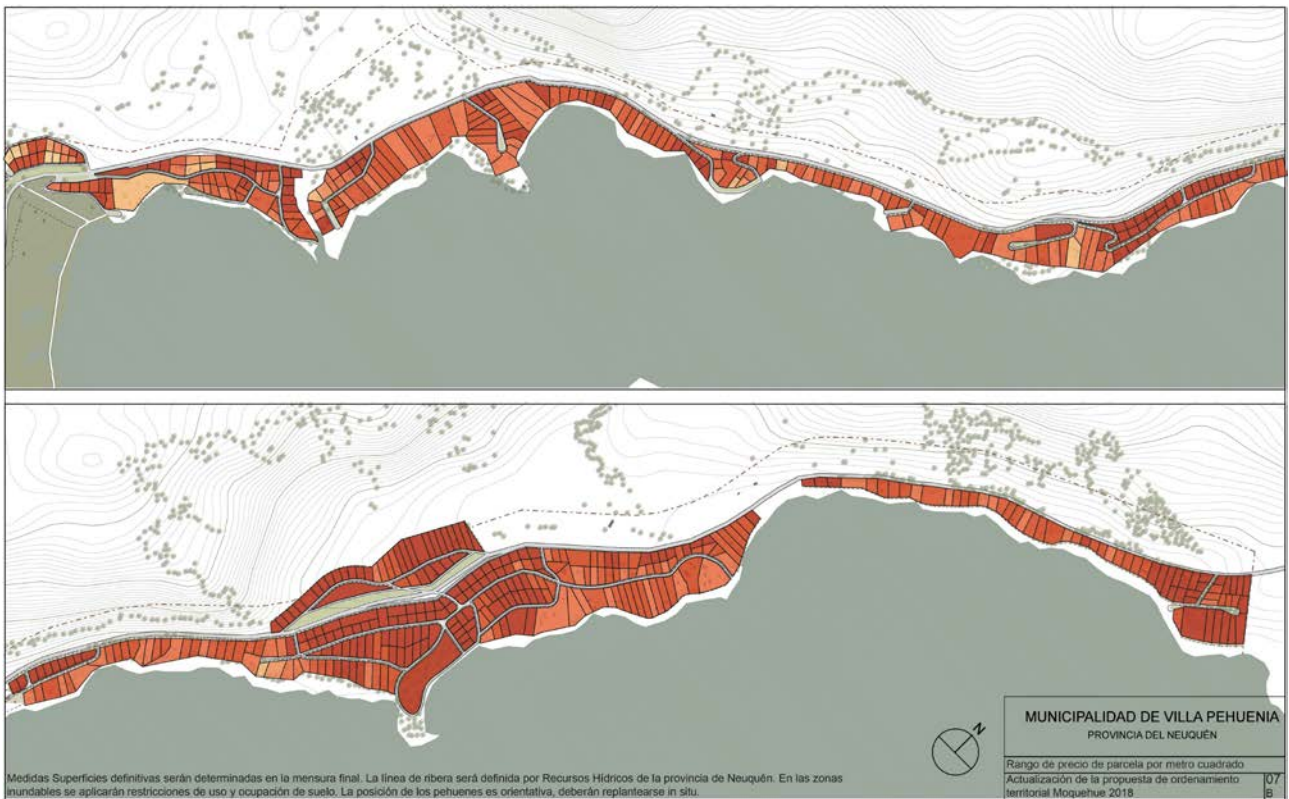 N
MUNICIPALIDAD DE VILLA PEHUENIA
PROVINCIA DEL NEUQUÉN
Rango de precio de parcela por metro cuadrado
Actualización de la propuesta de ordenamiento
territorial Moquehue 2018
07
B
Medidas Superficies definitivas serán determinadas en la mensura final. La línea de ribera será definida por Recursos Hídricos de la provincia de Neuquén. En las zonas
inundables se aplicarán restricciones de uso y ocupación de suelo. La posición de los pehuenes es orientativa, deberán replantearse in situ.